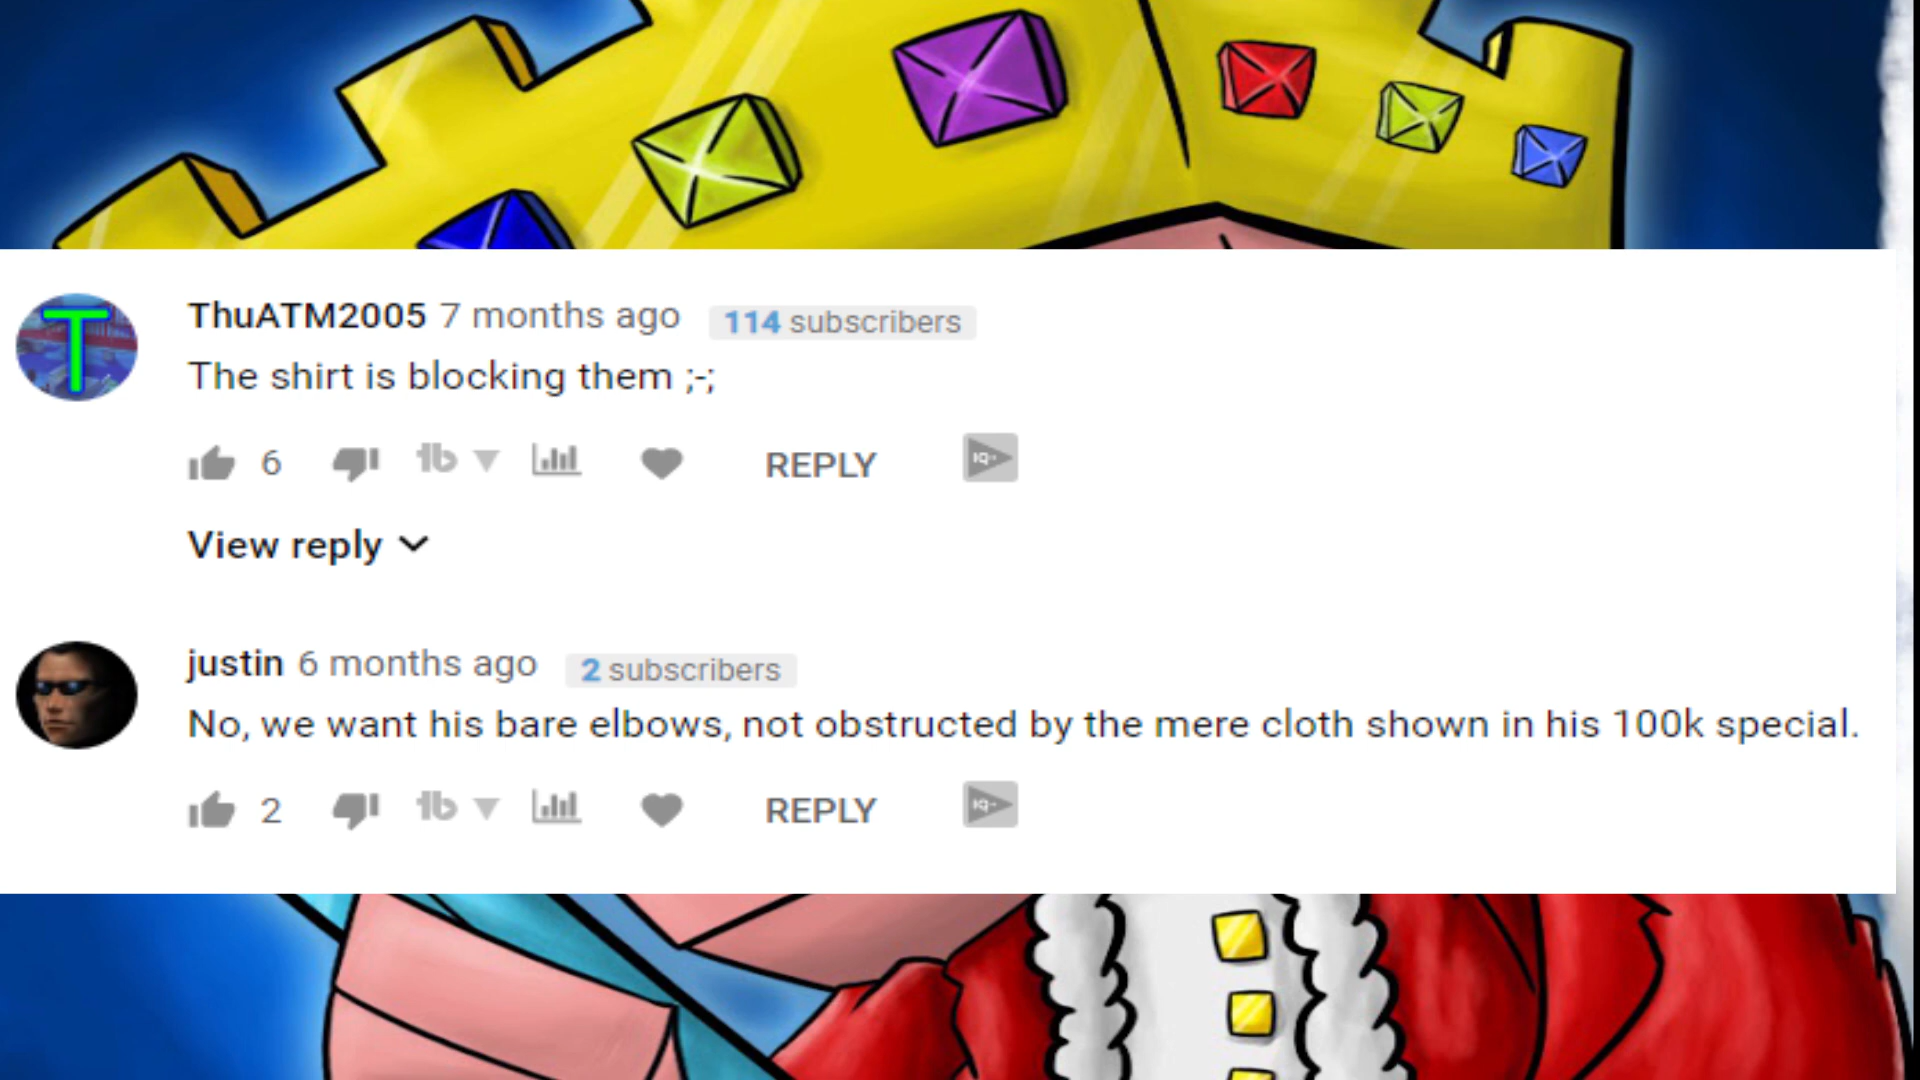 T
ThuATM2005 7 months ago 114 subscribers
The shirt is blocking them ;-;
6 REPLY IQ
View reply
justin 6 months ago 2 subscribers
No, we want his bare elbows, not obstructed by the mere cloth shown in his 100k special.
2 REPLY IQ